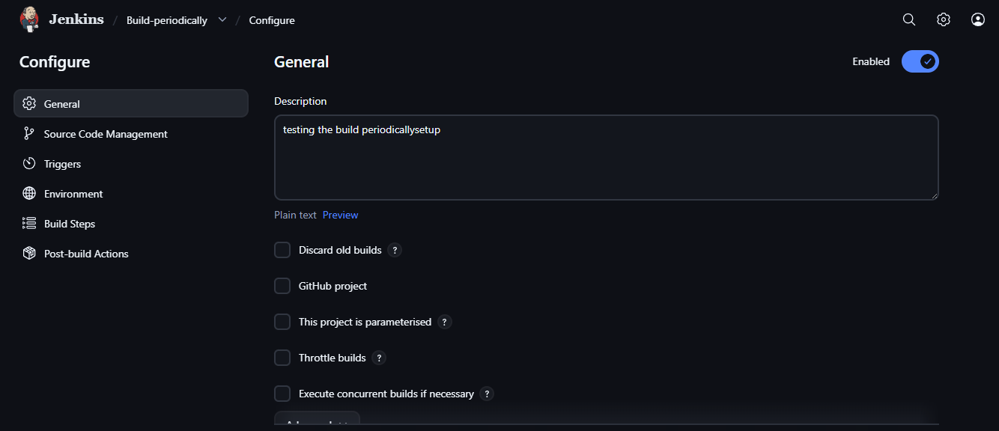 Jenkins / Build-periodically / Configure
Configure
General
Source Code Management
Triggers
Environment
Build Steps
Post-build Actions
General
Enabled
Description
testing the build periodicallysetup
Plain text Preview
Discard old builds ?
GitHub project
This project is parameterised ?
Throttle builds ?
Execute concurrent builds if necessary ?